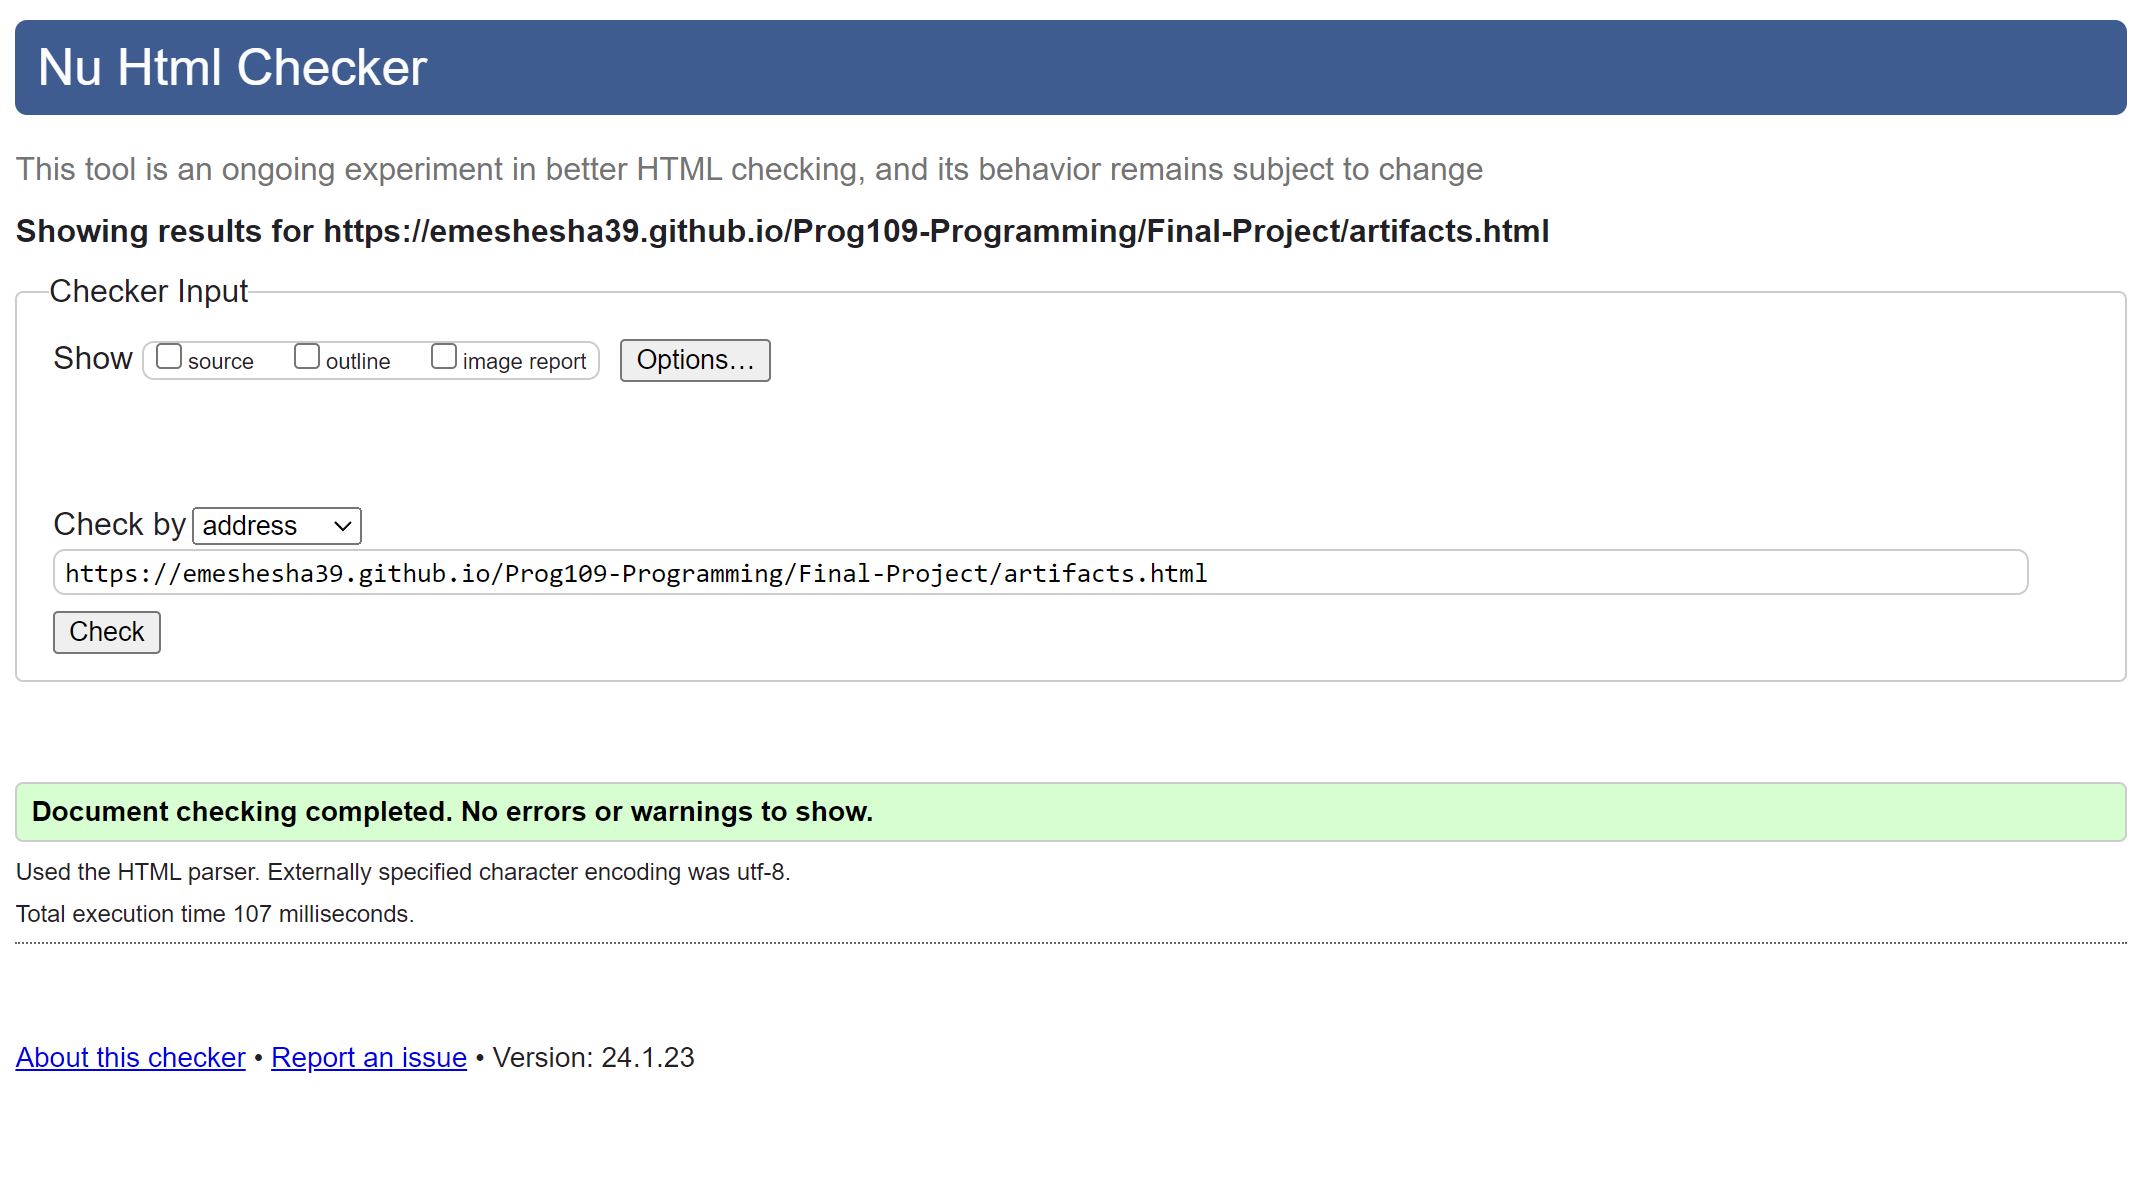 Nu Html Checker
This tool is an ongoing experiment in better HTML checking, and its behavior remains subject to change
Showing results for https://emeshesha39.github.io/Prog109-Programming/Final-Project/artifacts.html
Checker Input
Show source outline image report Options…
Check by address
https://emeshesha39.github.io/Prog109-Programming/Final-Project/artifacts.html
Check
Document checking completed. No errors or warnings to show.
Used the HTML parser. Externally specified character encoding was utf-8.
Total execution time 107 milliseconds.
About this checker • Report an issue • Version: 24.1.23